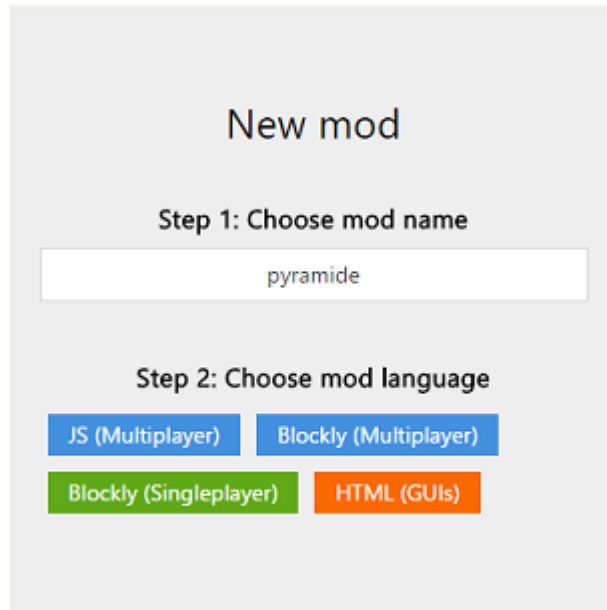 New mod
Step 1: Choose mod name
pyramide
Step 2: Choose mod language
JS (Multiplayer) Blockly (Multiplayer)
Blockly (Singleplayer) HTML (GUIs)